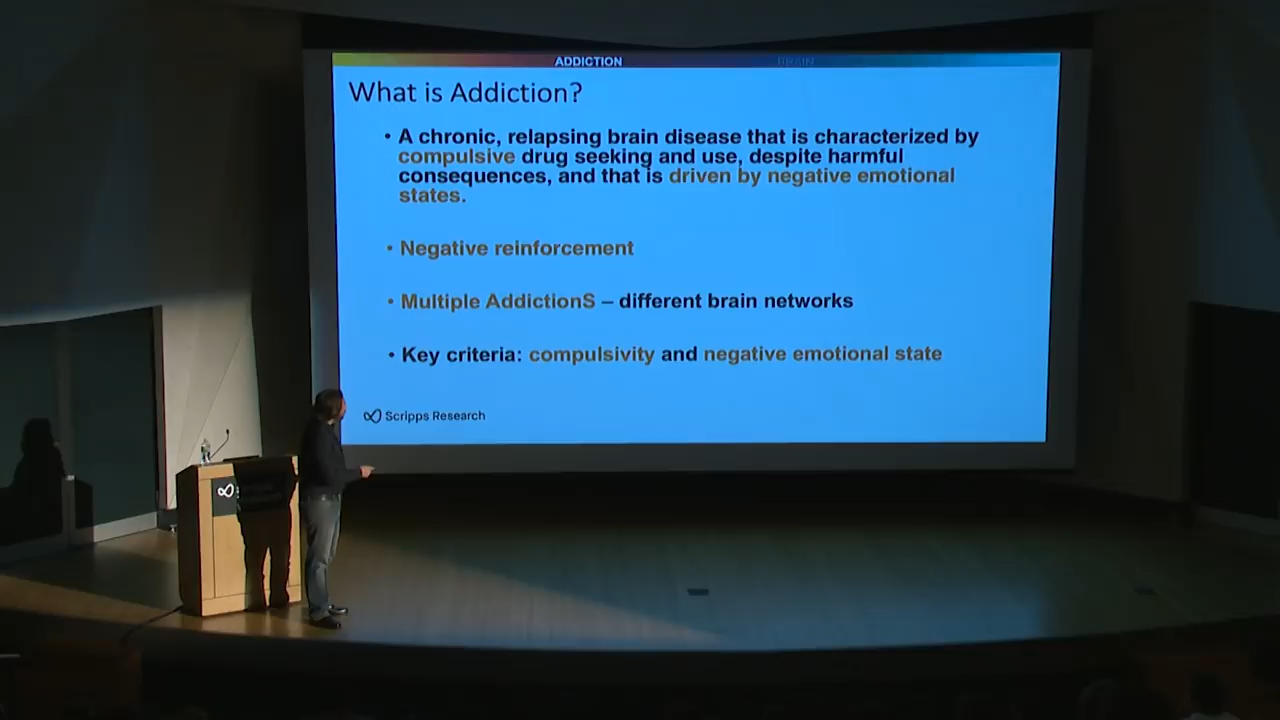 ADDICTION
BRAIN
What is Addiction?
• A chronic, relapsing brain disease that is characterized by
compulsive drug seeking and use, despite harmful
consequences, and that is driven by negative emotional
states.
• Negative reinforcement
• Multiple AddictionS – different brain networks
• Key criteria: compulsivity and negative emotional state
Scripps Research